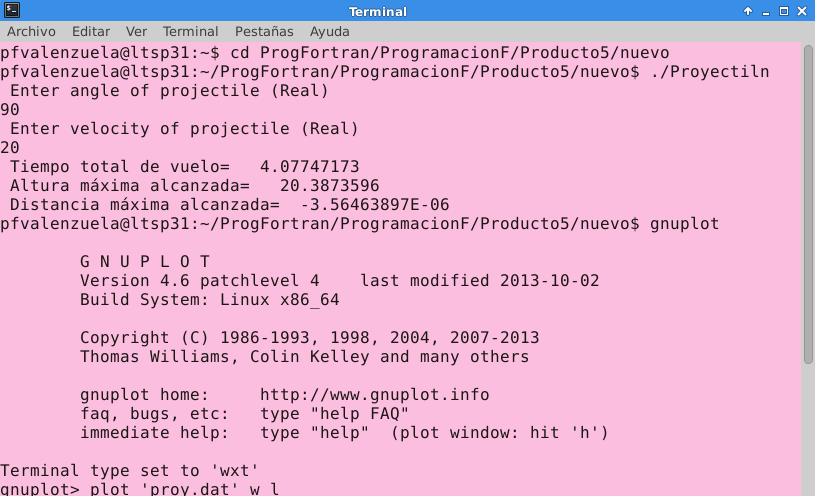 Terminal
Archivo Editar Ver Terminal Pestañas Ayuda
pfvalenzuela@ltsp31:~$ cd ProgFortran/ProgramacionF/Producto5/nuevo
pfvalenzuela@ltsp31:~/ProgFortran/ProgramacionF/Producto5/nuevo$ ./Proyectiln
Enter angle of projectile (Real)
90
Enter velocity of projectile (Real)
20
Tiempo total de vuelo= 4.07747173
Altura máxima alcanzada= 20.3873596
Distancia máxima alcanzada= -3.56463897E-06
pfvalenzuela@ltsp31:~/ProgFortran/ProgramacionF/Producto5/nuevo$ gnuplot
G N U P L O T
Version 4.6 patchlevel 4 last modified 2013-10-02
Build System: Linux x86_64
Copyright (C) 1986-1993, 1998, 2004, 2007-2013
Thomas Williams, Colin Kelley and many others
gnuplot home: http://www.gnuplot.info
faq, bugs, etc: type "help FAQ"
immediate help: type "help" (plot window: hit 'h')
Terminal type set to 'wxt'
gnuplot> plot 'proy.dat' w l